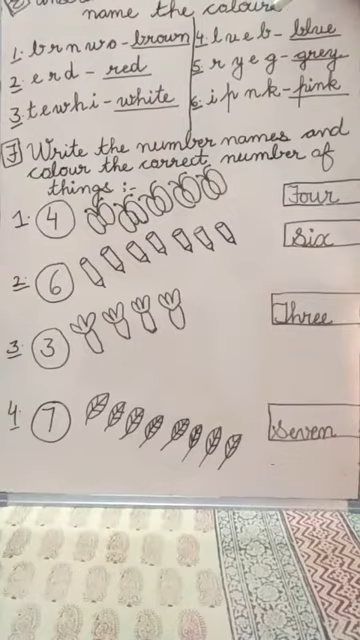 name the colour
1. b r n w o - brown
2. e r d - red
3. t e w h i - white
4. l u e b - blue
5. r y e g - grey
6. i p n k - pink
F Write the number names and
colour the correct number of
things :-
1. 4 Four
2. 6 Six
3. 3 Three
4. 7 Seven